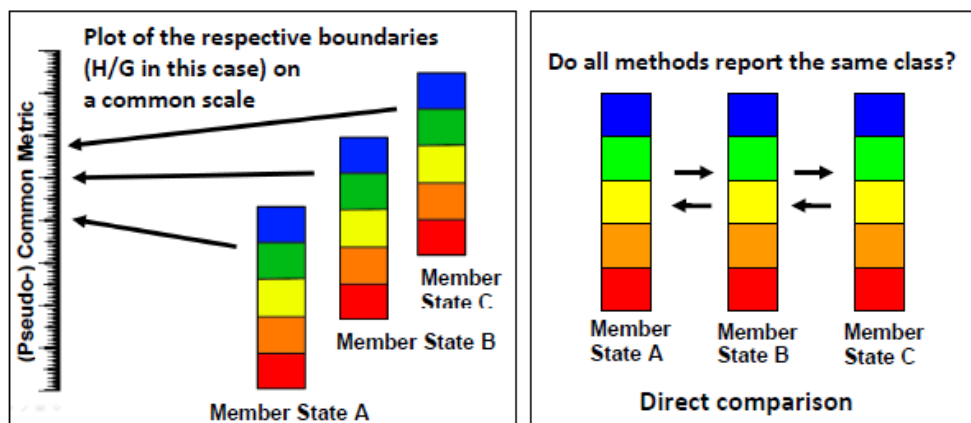 Plot of the respective boundaries
(H/G in this case) on
a common scale
(Pseudo-) Common Metric
Member
State C
Member State B
Member State A
Do all methods report the same class?
Member
State A
Member
State B
Member
State C
Direct comparison